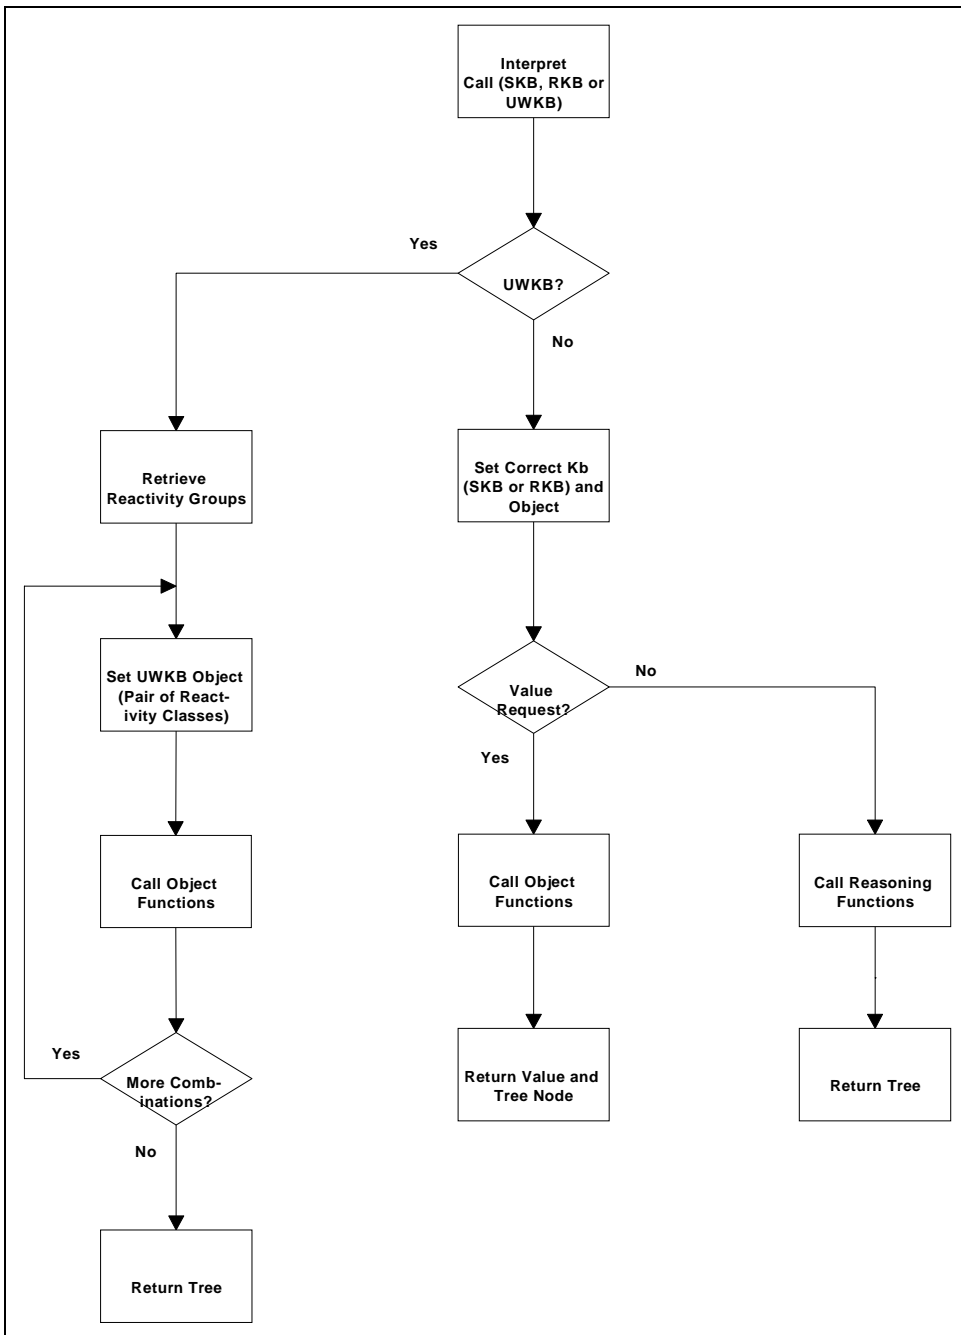 Interpret
Call (SKB, RKB or
UWKB)
Yes
UWKB?
No
Retrieve
Reactivity Groups
Set Correct Kb
(SKB or RKB) and
Object
Set UWKB Object
(Pair of React-
ivity Classes)
Value
Request?
No
Yes
Call Object
Functions
Call Object
Functions
Call Reasoning
Functions
Yes
More Comb-
inations?
No
Return Value and
Tree Node
Return Tree
Return Tree